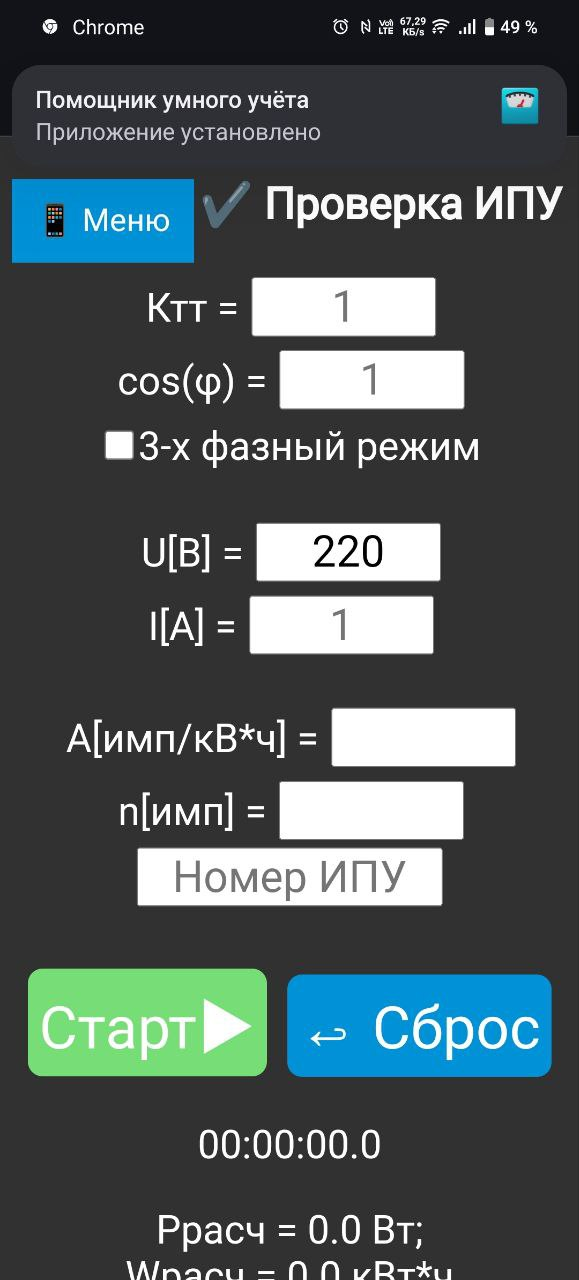 Chrome
Vo)) LTE 67,29 КБ/s 49 %
Помощник умного учёта
Приложение установлено
Меню
Проверка ИПУ
Ктт = 1
cos(φ) = 1
3-х фазный режим
U[В] = 220
I[А] = 1
А[имп/кВ*ч] =
n[имп] =
Номер ИПУ
Старт
Сброс
00:00:00.0
Ррасч = 0.0 Вт;
Wрасч = 0.0 кВт*ч